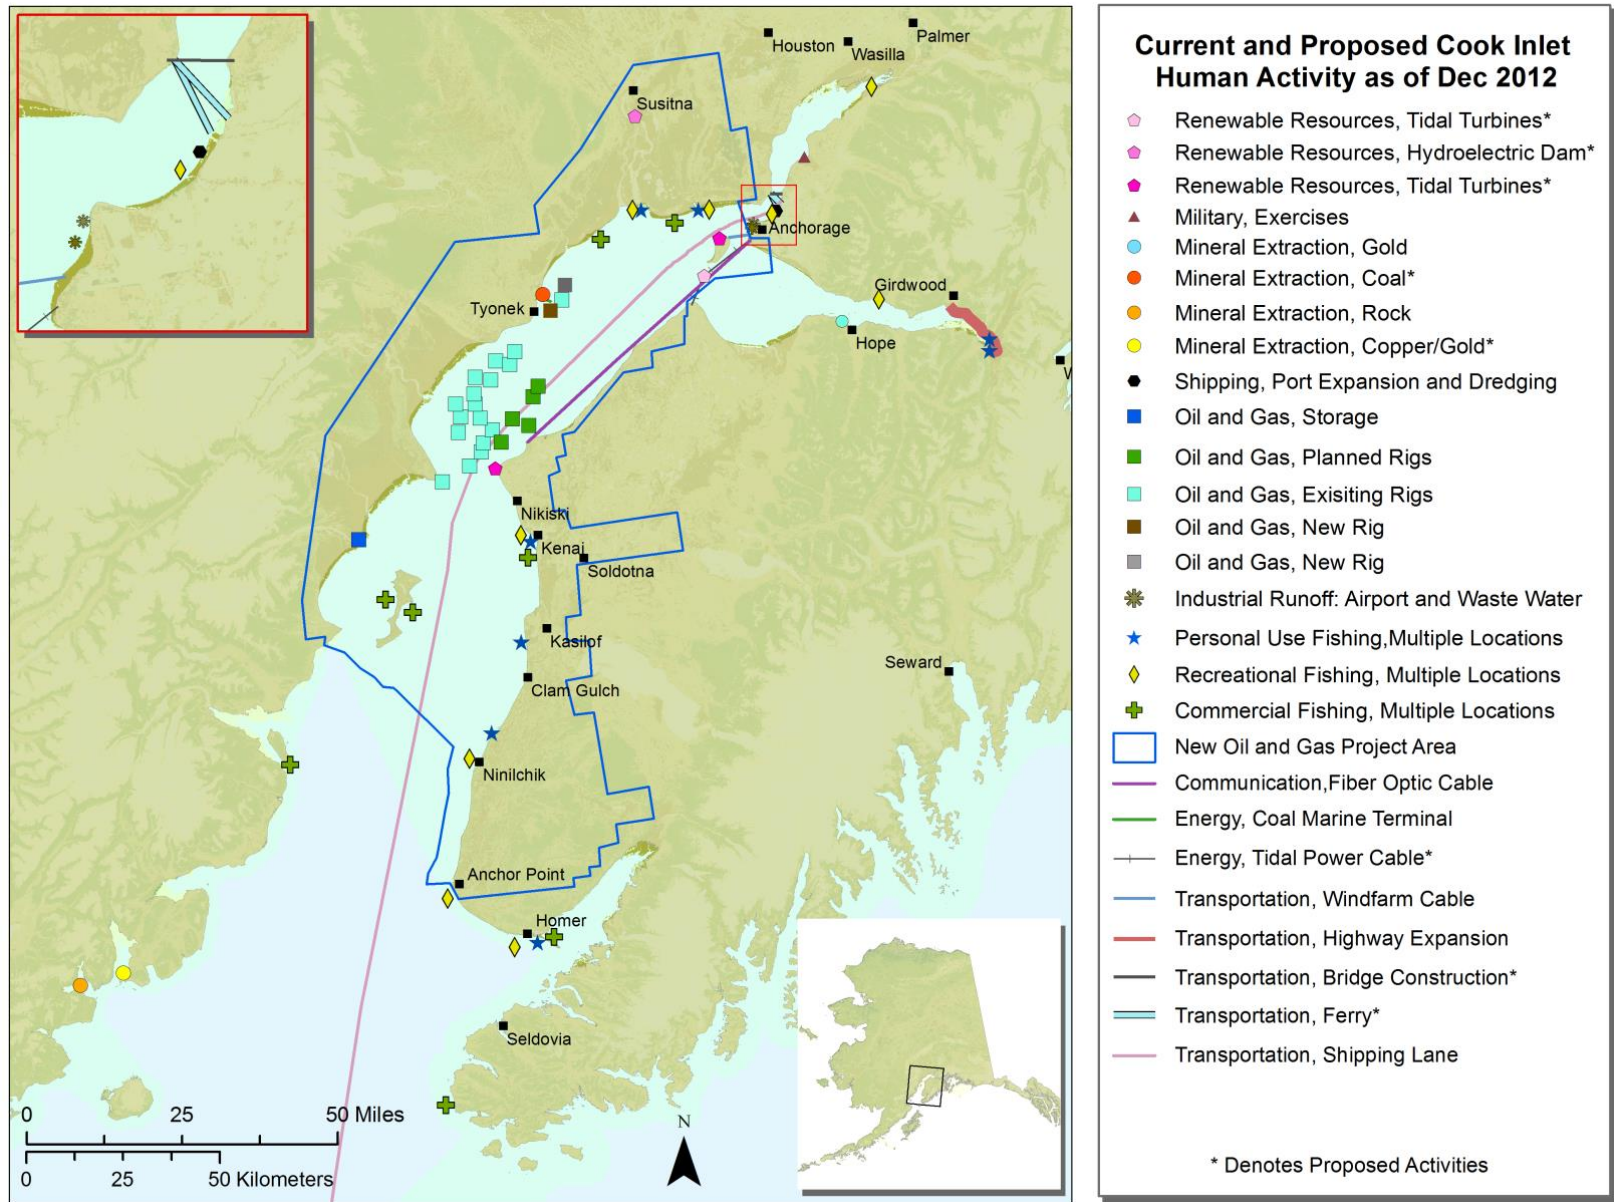 Houston
Palmer
Wasilla
Susitna
Anchorage
Girdwood
Tyonek
Hope
W
Nikiski
Kenai
Soldotna
Kasilof
Seward
Clam Gulch
Ninilchik
Anchor Point
Homer
Seldovia
0 25 50 Miles
0 25 50 Kilometers
N
Current and Proposed Cook Inlet
Human Activity as of Dec 2012
Renewable Resources, Tidal Turbines*
Renewable Resources, Hydroelectric Dam*
Renewable Resources, Tidal Turbines*
Military, Exercises
Mineral Extraction, Gold
Mineral Extraction, Coal*
Mineral Extraction, Rock
Mineral Extraction, Copper/Gold*
Shipping, Port Expansion and Dredging
Oil and Gas, Storage
Oil and Gas, Planned Rigs
Oil and Gas, Exisiting Rigs
Oil and Gas, New Rig
Oil and Gas, New Rig
Industrial Runoff: Airport and Waste Water
Personal Use Fishing,Multiple Locations
Recreational Fishing, Multiple Locations
Commercial Fishing, Multiple Locations
New Oil and Gas Project Area
Communication,Fiber Optic Cable
Energy, Coal Marine Terminal
Energy, Tidal Power Cable*
Transportation, Windfarm Cable
Transportation, Highway Expansion
Transportation, Bridge Construction*
Transportation, Ferry*
Transportation, Shipping Lane
* Denotes Proposed Activities